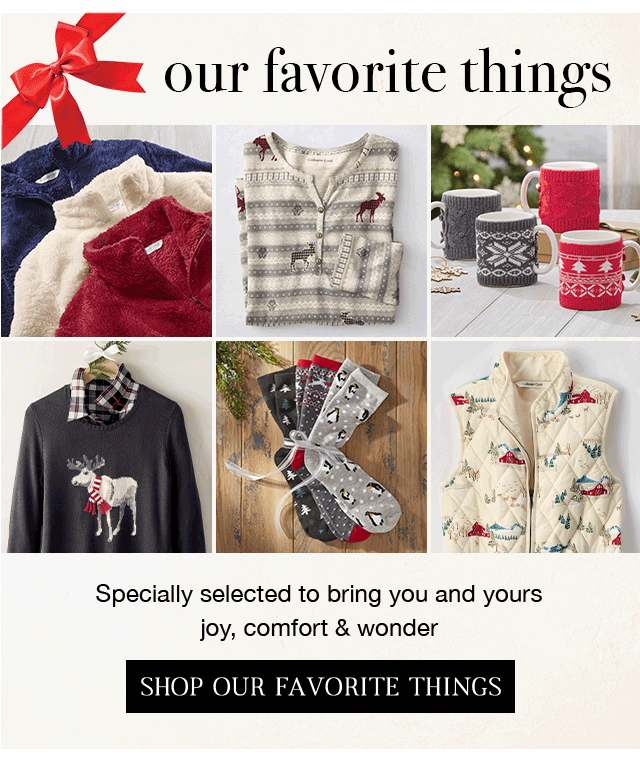 our favorite things
Specially selected to bring you and yours
joy, comfort & wonder
SHOP OUR FAVORITE THINGS